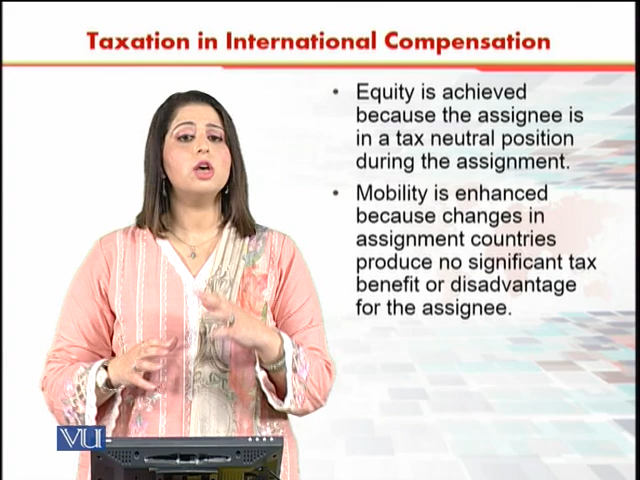 Taxation in International Compensation
• Equity is achieved
because the assignee is
in a tax neutral position
during the assignment.
• Mobility is enhanced
because changes in
assignment countries
produce no significant tax
benefit or disadvantage
for the assignee.
VU